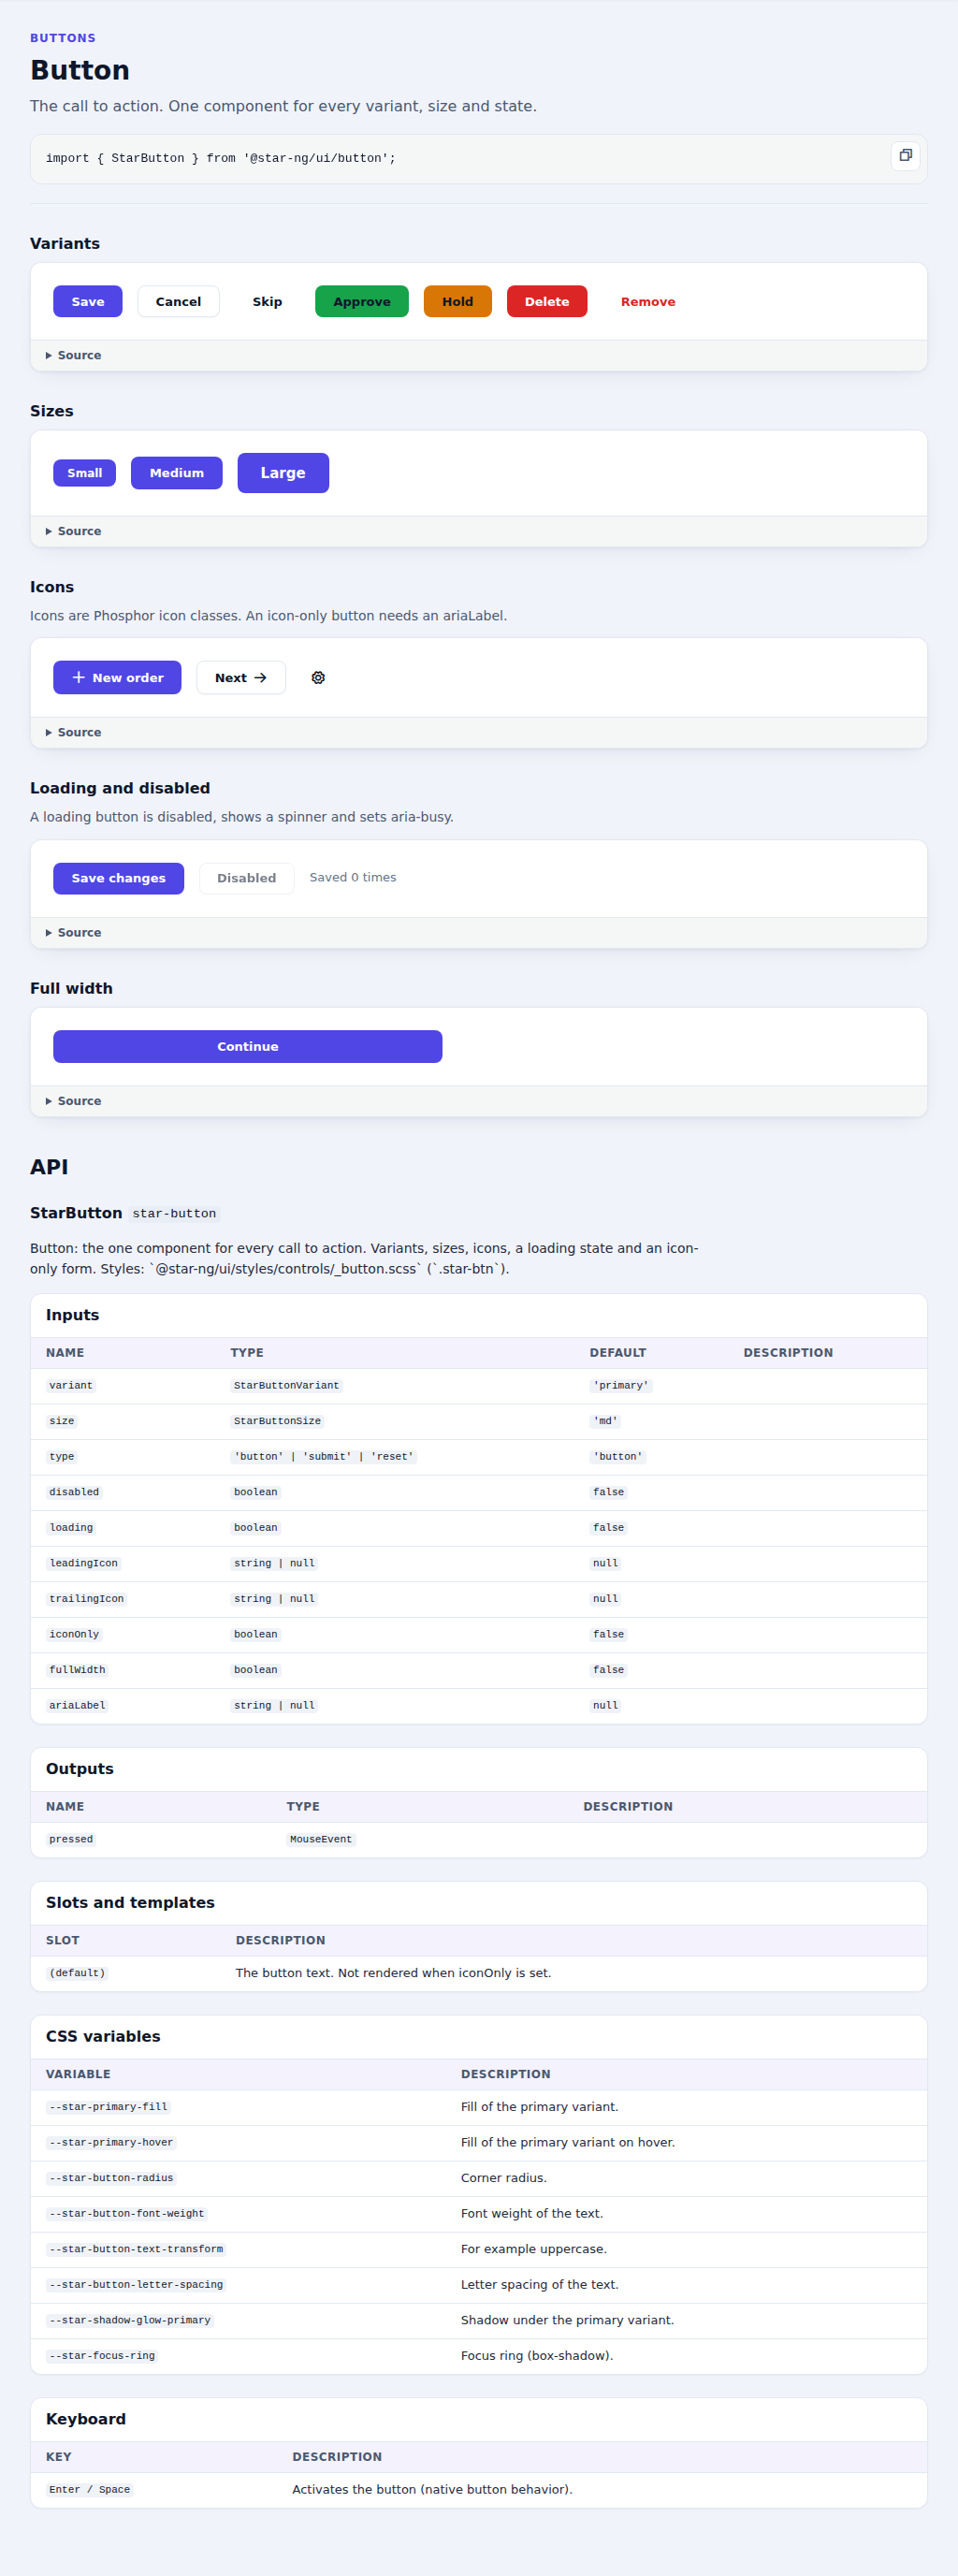 BUTTONS
Button
The call to action. One component for every variant, size and state.
import { StarButton } from '@star-ng/ui/button';
Variants
Save Cancel Skip Approve Hold Delete Remove
Source
Sizes
Small Medium Large
Source
Icons
Icons are Phosphor icon classes. An icon-only button needs an ariaLabel.
New order Next
Source
Loading and disabled
A loading button is disabled, shows a spinner and sets aria-busy.
Save changes Disabled Saved 0 times
Source
Full width
Continue
Source
API
StarButton star-button
Button: the one component for every call to action. Variants, sizes, icons, a loading state and an icon-
only form. Styles: `@star-ng/ui/styles/controls/_button.scss` (`.star-btn`).
Inputs
NAME TYPE DEFAULT DESCRIPTION
variant StarButtonVariant 'primary'
size StarButtonSize 'md'
type 'button' | 'submit' | 'reset' 'button'
disabled boolean false
loading boolean false
leadingIcon string | null null
trailingIcon string | null null
iconOnly boolean false
fullWidth boolean false
ariaLabel string | null null
Outputs
NAME TYPE DESCRIPTION
pressed MouseEvent
Slots and templates
SLOT DESCRIPTION
(default) The button text. Not rendered when iconOnly is set.
CSS variables
VARIABLE DESCRIPTION
--star-primary-fill Fill of the primary variant.
--star-primary-hover Fill of the primary variant on hover.
--star-button-radius Corner radius.
--star-button-font-weight Font weight of the text.
--star-button-text-transform For example uppercase.
--star-button-letter-spacing Letter spacing of the text.
--star-shadow-glow-primary Shadow under the primary variant.
--star-focus-ring Focus ring (box-shadow).
Keyboard
KEY DESCRIPTION
Enter / Space Activates the button (native button behavior).